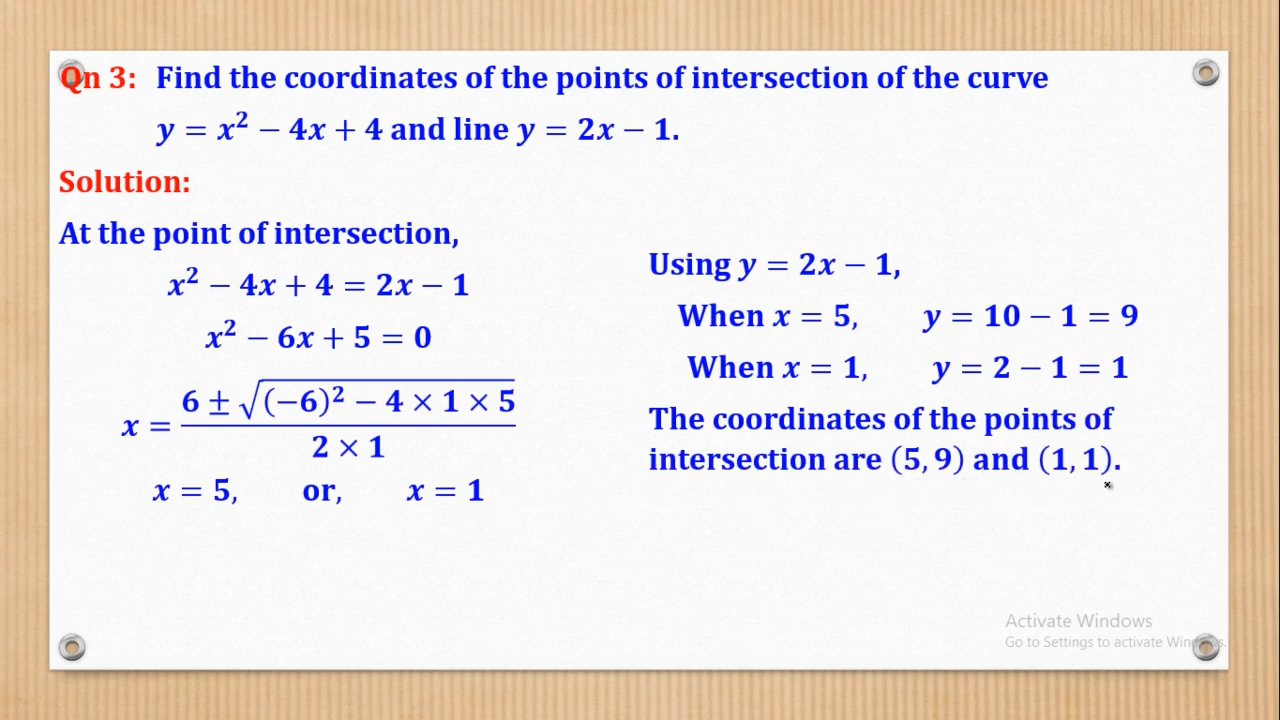 Qn 3: Find the coordinates of the points of intersection of the curve
y = x² − 4x + 4 and line y = 2x − 1.
Solution:
At the point of intersection,
x² − 4x + 4 = 2x − 1
x² − 6x + 5 = 0
x = (6 ± √((−6)² − 4 × 1 × 5)) / (2 × 1)
x = 5, or, x = 1
Using y = 2x − 1,
When x = 5, y = 10 − 1 = 9
When x = 1, y = 2 − 1 = 1
The coordinates of the points of
intersection are (5, 9) and (1, 1).
Activate Windows
Go to Settings to activate Windows.